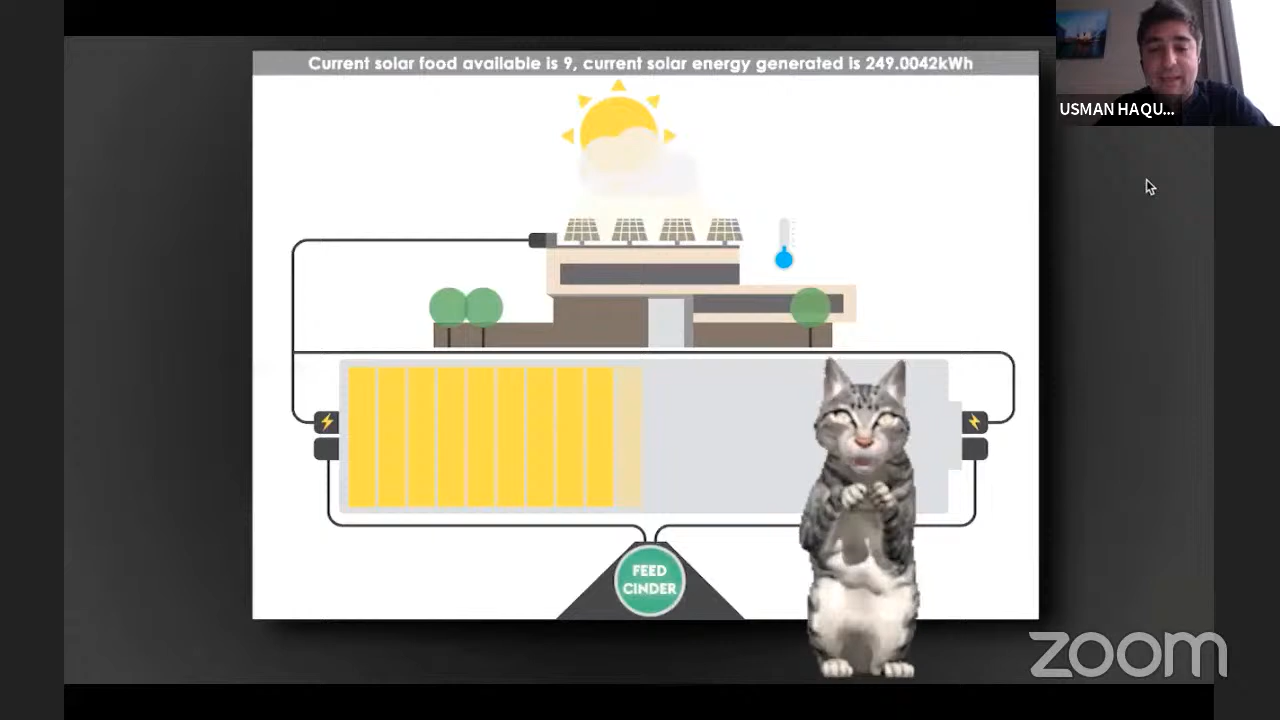 Current solar food available is 9, current solar energy generated is 249.0042kWh
USMAN HAQU...
FEED
CINDER
zoom